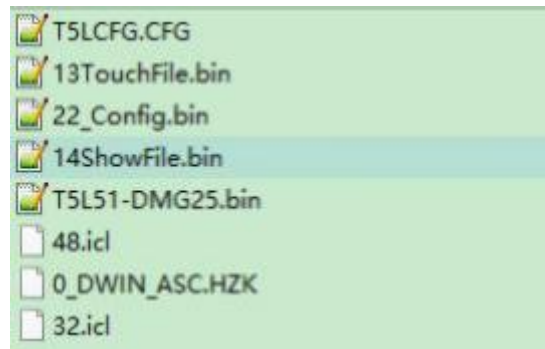 T5LCFG.CFG
13TouchFile.bin
22_Config.bin
14ShowFile.bin
T5L51-DMG25.bin
48.icl
0_DWIN_ASC.HZK
32.icl